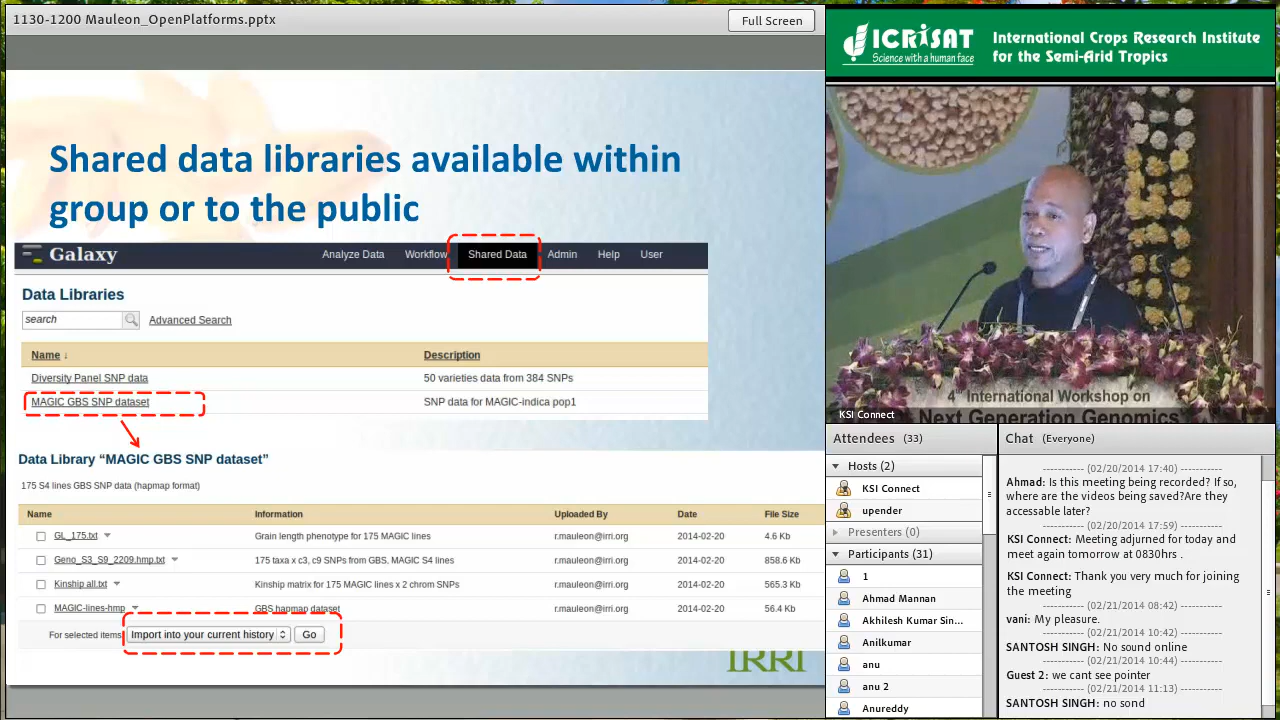 1130-1200 Mauleon_OpenPlatforms.pptx
Full Screen
Shared data libraries available within
group or to the public
Galaxy
Analyze Data Workflow Shared Data Admin Help User
Data Libraries
search
Advanced Search
Name ↓ Description
Diversity Panel SNP data 50 varieties data from 384 SNPs
MAGIC GBS SNP dataset SNP data for MAGIC-indica pop1
Data Library “MAGIC GBS SNP dataset”
175 S4 lines GBS SNP data (hapmap format)
Name Information Uploaded By Date File Size
GL_175.txt Grain length phenotype for 175 MAGIC lines r.mauleon@irri.org 2014-02-20 4.6 Kb
Geno_S3_S9_2209.hmp.txt 175 taxa x c3, c9 SNPs from GBS, MAGIC S4 lines r.mauleon@irri.org 2014-02-20 858.6 Kb
Kinship all.txt Kinship matrix for 175 MAGIC lines x 2 chrom SNPs r.mauleon@irri.org 2014-02-20 565.3 Kb
MAGIC-lines-hmp GBS hapmap dataset r.mauleon@irri.org 2014-02-20 56.4 Kb
For selected items: Import into your current history Go
IRRI
ICRISAT
Science with a human face
International Crops Research Institute
for the Semi-Arid Tropics
4th International Workshop on
Next Generation Genomics
KSI Connect
Attendees (33)
Hosts (2)
KSI Connect
upender
Presenters (0)
Participants (31)
1
Ahmad Mannan
Akhilesh Kumar Sin...
Anilkumar
anu
anu 2
Anureddy
Chat (Everyone)
----------- (02/20/2014 17:40) -----------
Ahmad: Is this meeting being recorded? If so,
where are the videos being saved?Are they
accessable later?
----------- (02/20/2014 17:59) -----------
KSI Connect: Meeting adjurned for today and
meet again tomorrow at 0830hrs .
KSI Connect: Thank you very much for joining
the meeting
----------- (02/21/2014 08:42) -----------
vani: My pleasure.
----------- (02/21/2014 10:42) -----------
SANTOSH SINGH: No sound online
----------- (02/21/2014 10:44) -----------
Guest 2: we cant see pointer
----------- (02/21/2014 11:13) -----------
SANTOSH SINGH: no sond